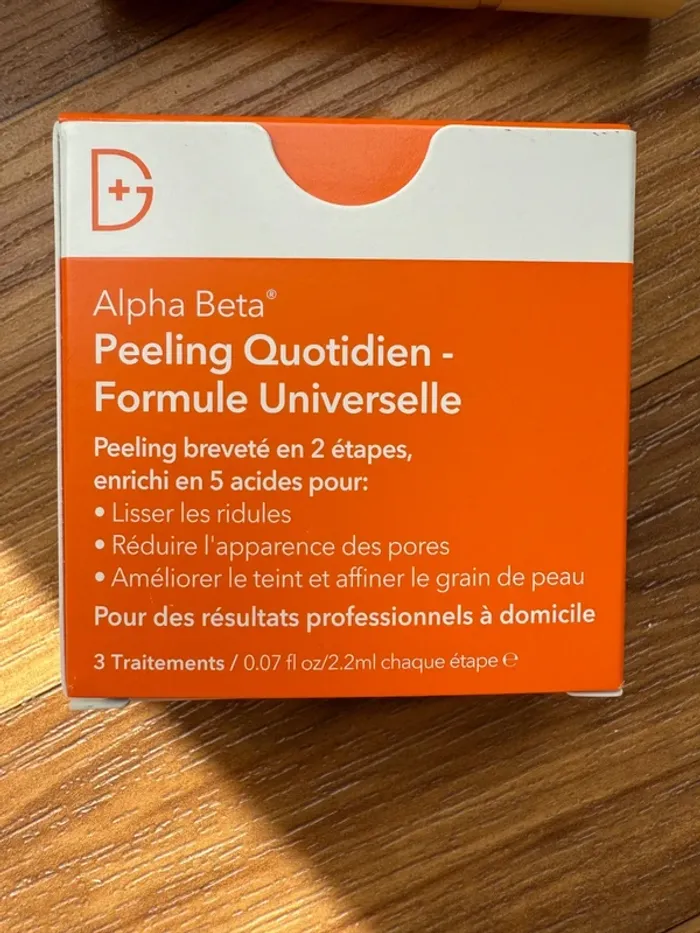 D+G
Alpha Beta®
Peeling Quotidien -
Formule Universelle
Peeling breveté en 2 étapes,
enrichi en 5 acides pour:
• Lisser les ridules
• Réduire l'apparence des pores
• Améliorer le teint et affiner le grain de peau
Pour des résultats professionnels à domicile
3 Traitements / 0.07 fl oz/2.2ml chaque étape ℮